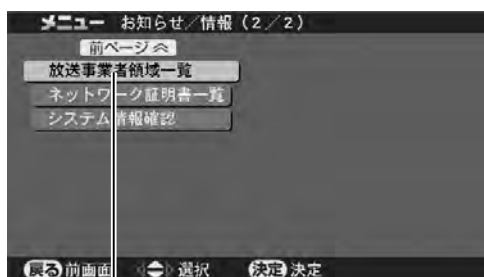 メニュー お知らせ/情報(2/2)
前ページ
放送事業者領域一覧
ネットワーク証明書一覧
システム情報確認
戻る 前画面 選択 決定 決定